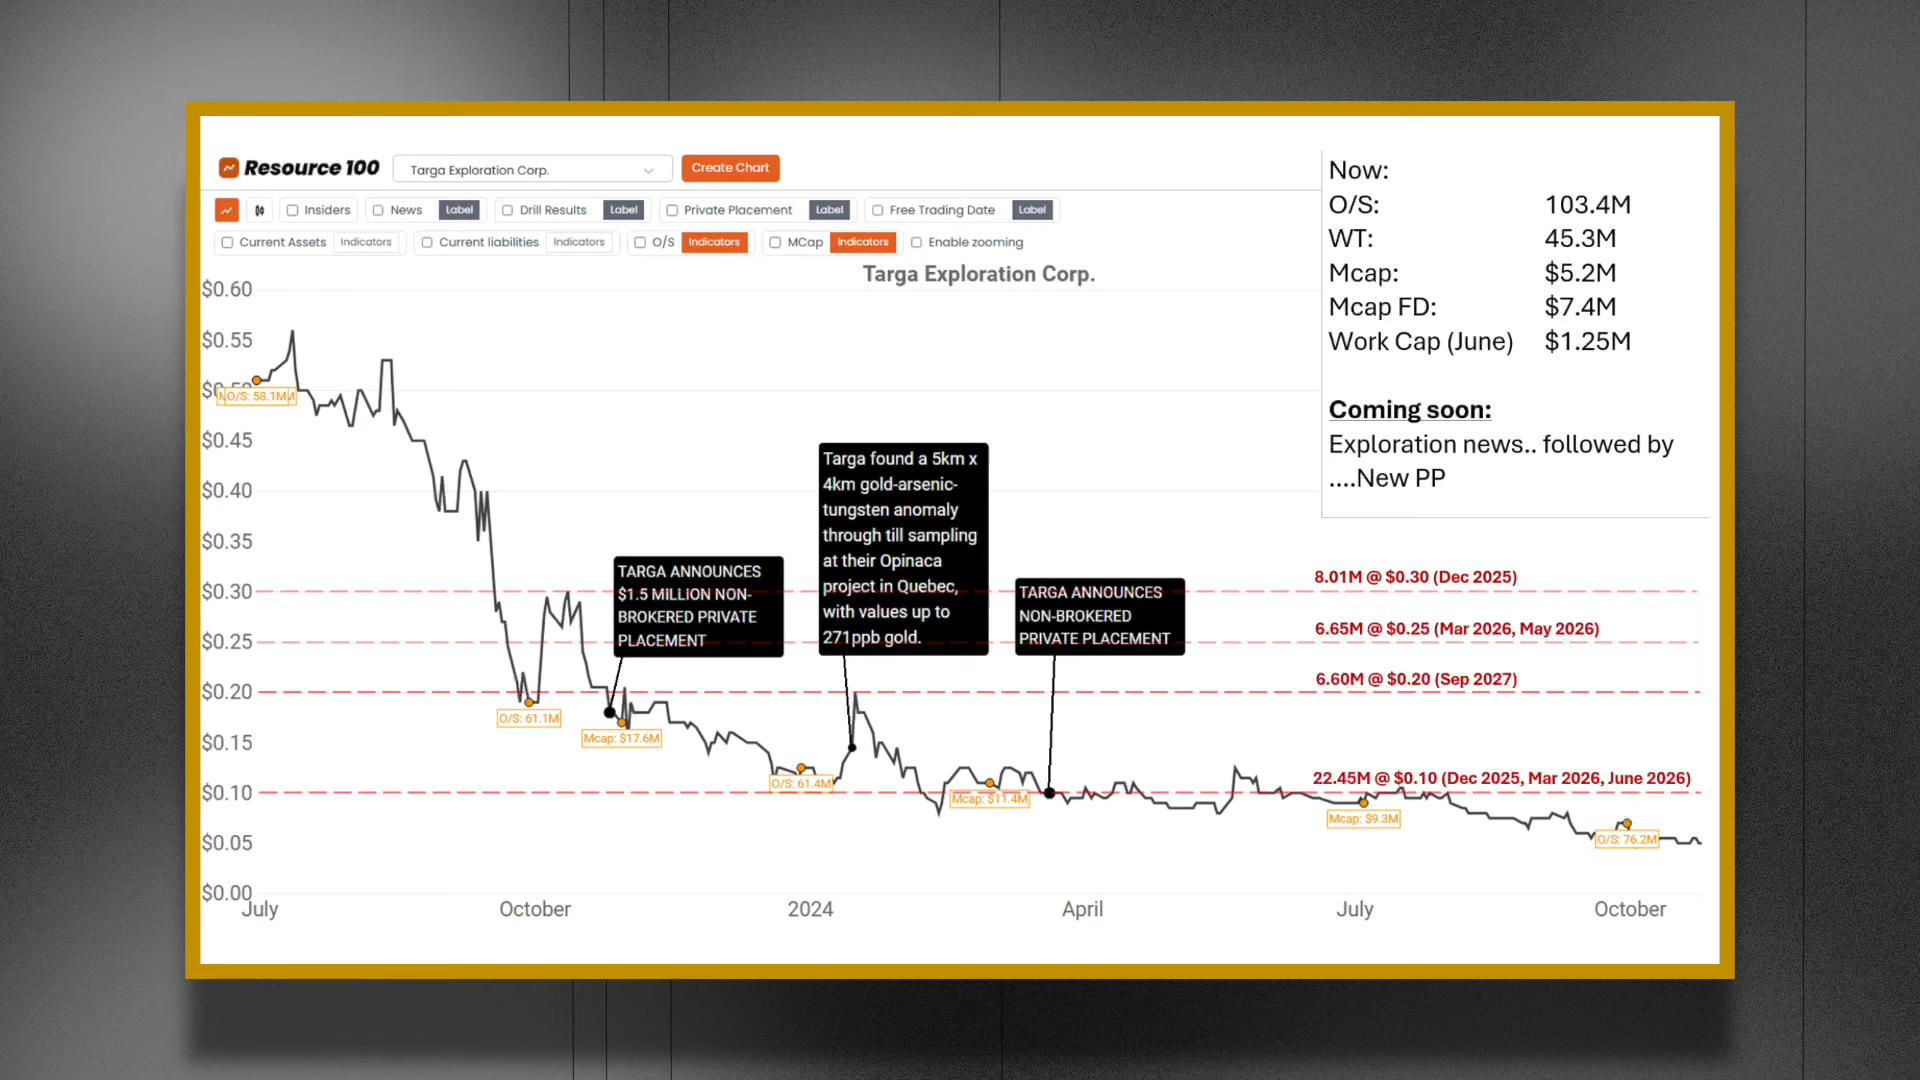 Resource 100
Targa Exploration Corp.
Create Chart
Insiders
News Label
Drill Results Label
Private Placement Label
Free Trading Date Label
Current Assets Indicators
Current liabilities Indicators
O/S Indicators
MCap Indicators
Enable zooming
Targa Exploration Corp.
Now:
O/S: 103.4M
WT: 45.3M
Mcap: $5.2M
Mcap FD: $7.4M
Work Cap (June) $1.25M
Coming soon:
Exploration news.. followed by
....New PP
$0.60
$0.55
$0.45
$0.40
$0.35
$0.30
$0.25
$0.20
$0.15
$0.10
$0.05
$0.00
O/S: 58.1M
TARGA ANNOUNCES
$1.5 MILLION NON-
BROKERED PRIVATE
PLACEMENT
Targa found a 5km x
4km gold-arsenic-
tungsten anomaly
through till sampling
at their Opinaca
project in Quebec,
with values up to
271ppb gold.
TARGA ANNOUNCES
NON-BROKERED
PRIVATE PLACEMENT
8.01M @ $0.30 (Dec 2025)
6.65M @ $0.25 (Mar 2026, May 2026)
6.60M @ $0.20 (Sep 2027)
22.45M @ $0.10 (Dec 2025, Mar 2026, June 2026)
O/S: 61.1M
Mcap: $17.6M
O/S: 61.4M
Mcap: $11.4M
Mcap: $9.3M
O/S: 76.2M
July
October
2024
April
July
October